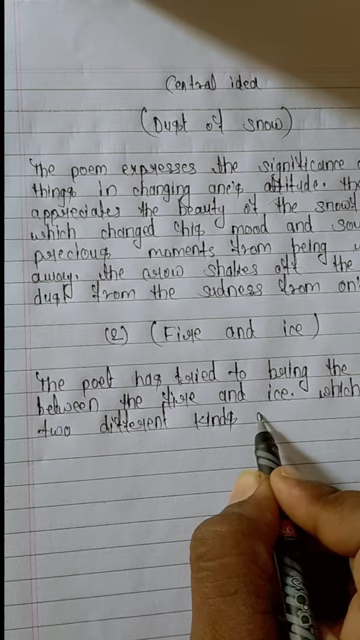 Central idea
(Dust of snow)
The poem expresses the significance
things in changing one's attitude. The
appreciates the beauty of the snow
which changed his mood and
precious moments from being
away. the crow shakes off the
dust from the sadness from
(2) (Fire and ice)
The poet has tried to bring the
between the fire and ice. which
two different kinds